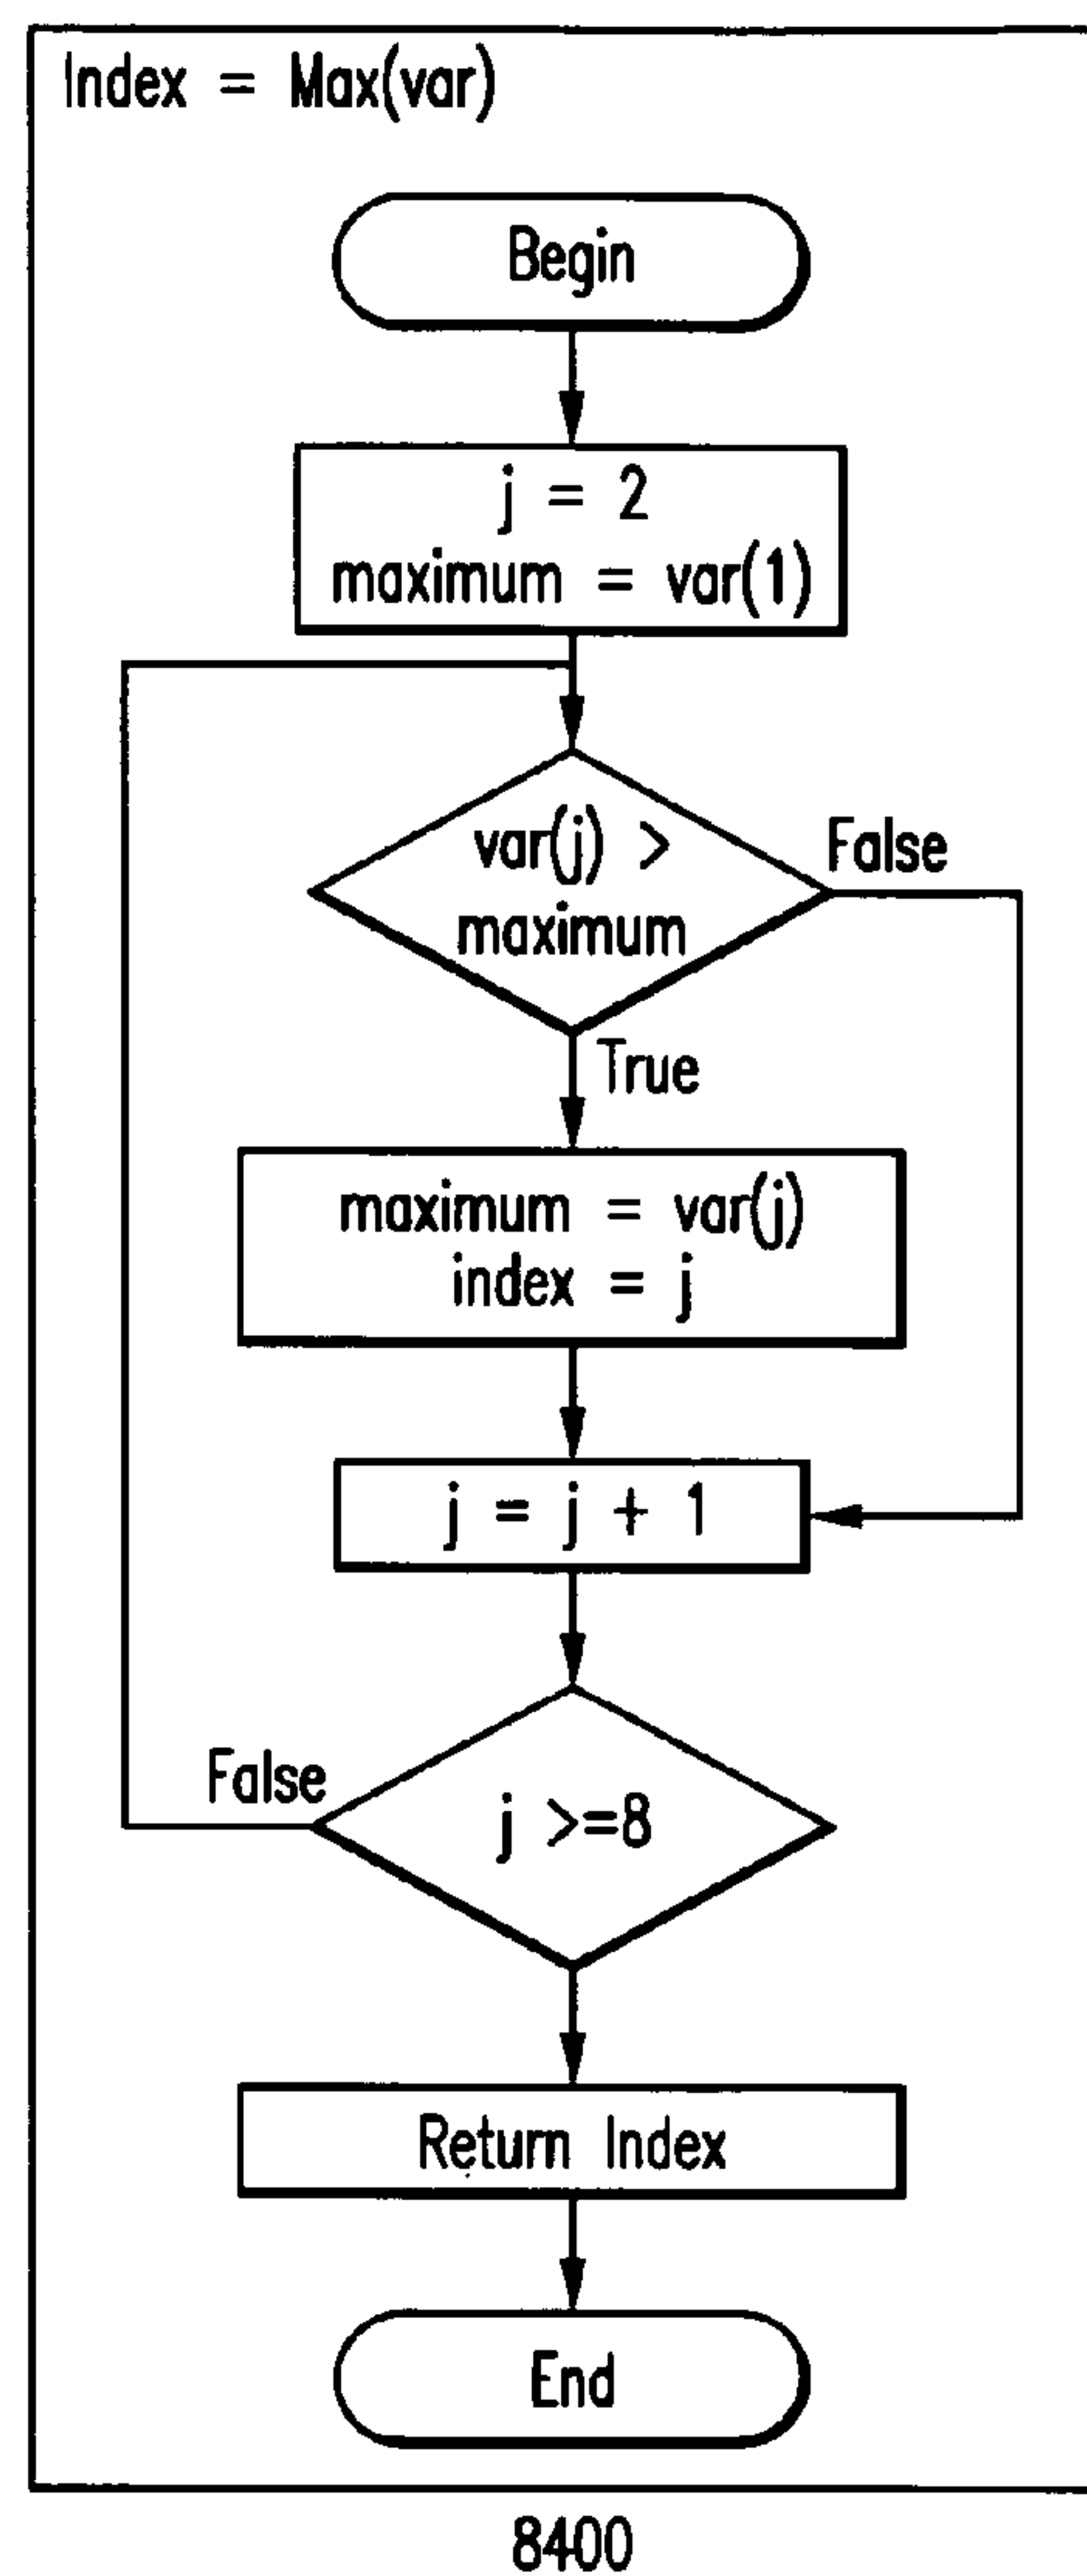 Index = Max(var)
Begin
j = 2
maximum = var(1)
var(j) >
maximum
False
True
maximum = var(j)
index = j
j = j + 1
False
j >=8
Return Index
End
8400